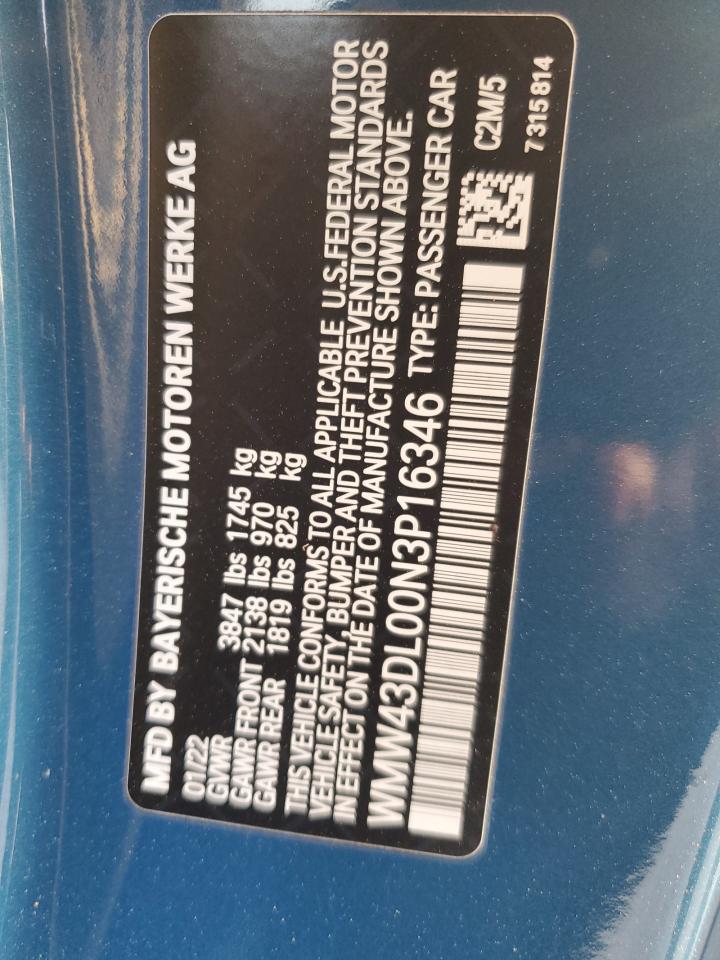 MFD BY BAYERISCHE MOTOREN WERKE AG
01/22
GVWR 3847 lbs 1745 kg
GAWR FRONT 2138 lbs 970 kg
GAWR REAR 1819 lbs 825 kg
THIS VEHICLE CONFORMS TO ALL APPLICABLE U.S.FEDERAL MOTOR
VEHICLE SAFETY, BUMPER AND THEFT PREVENTION STANDARDS
IN EFFECT ON THE DATE OF MANUFACTURE SHOWN ABOVE.
WMW43DL00N3P16346 TYPE: PASSENGER CAR
C2M/5
7 315 814